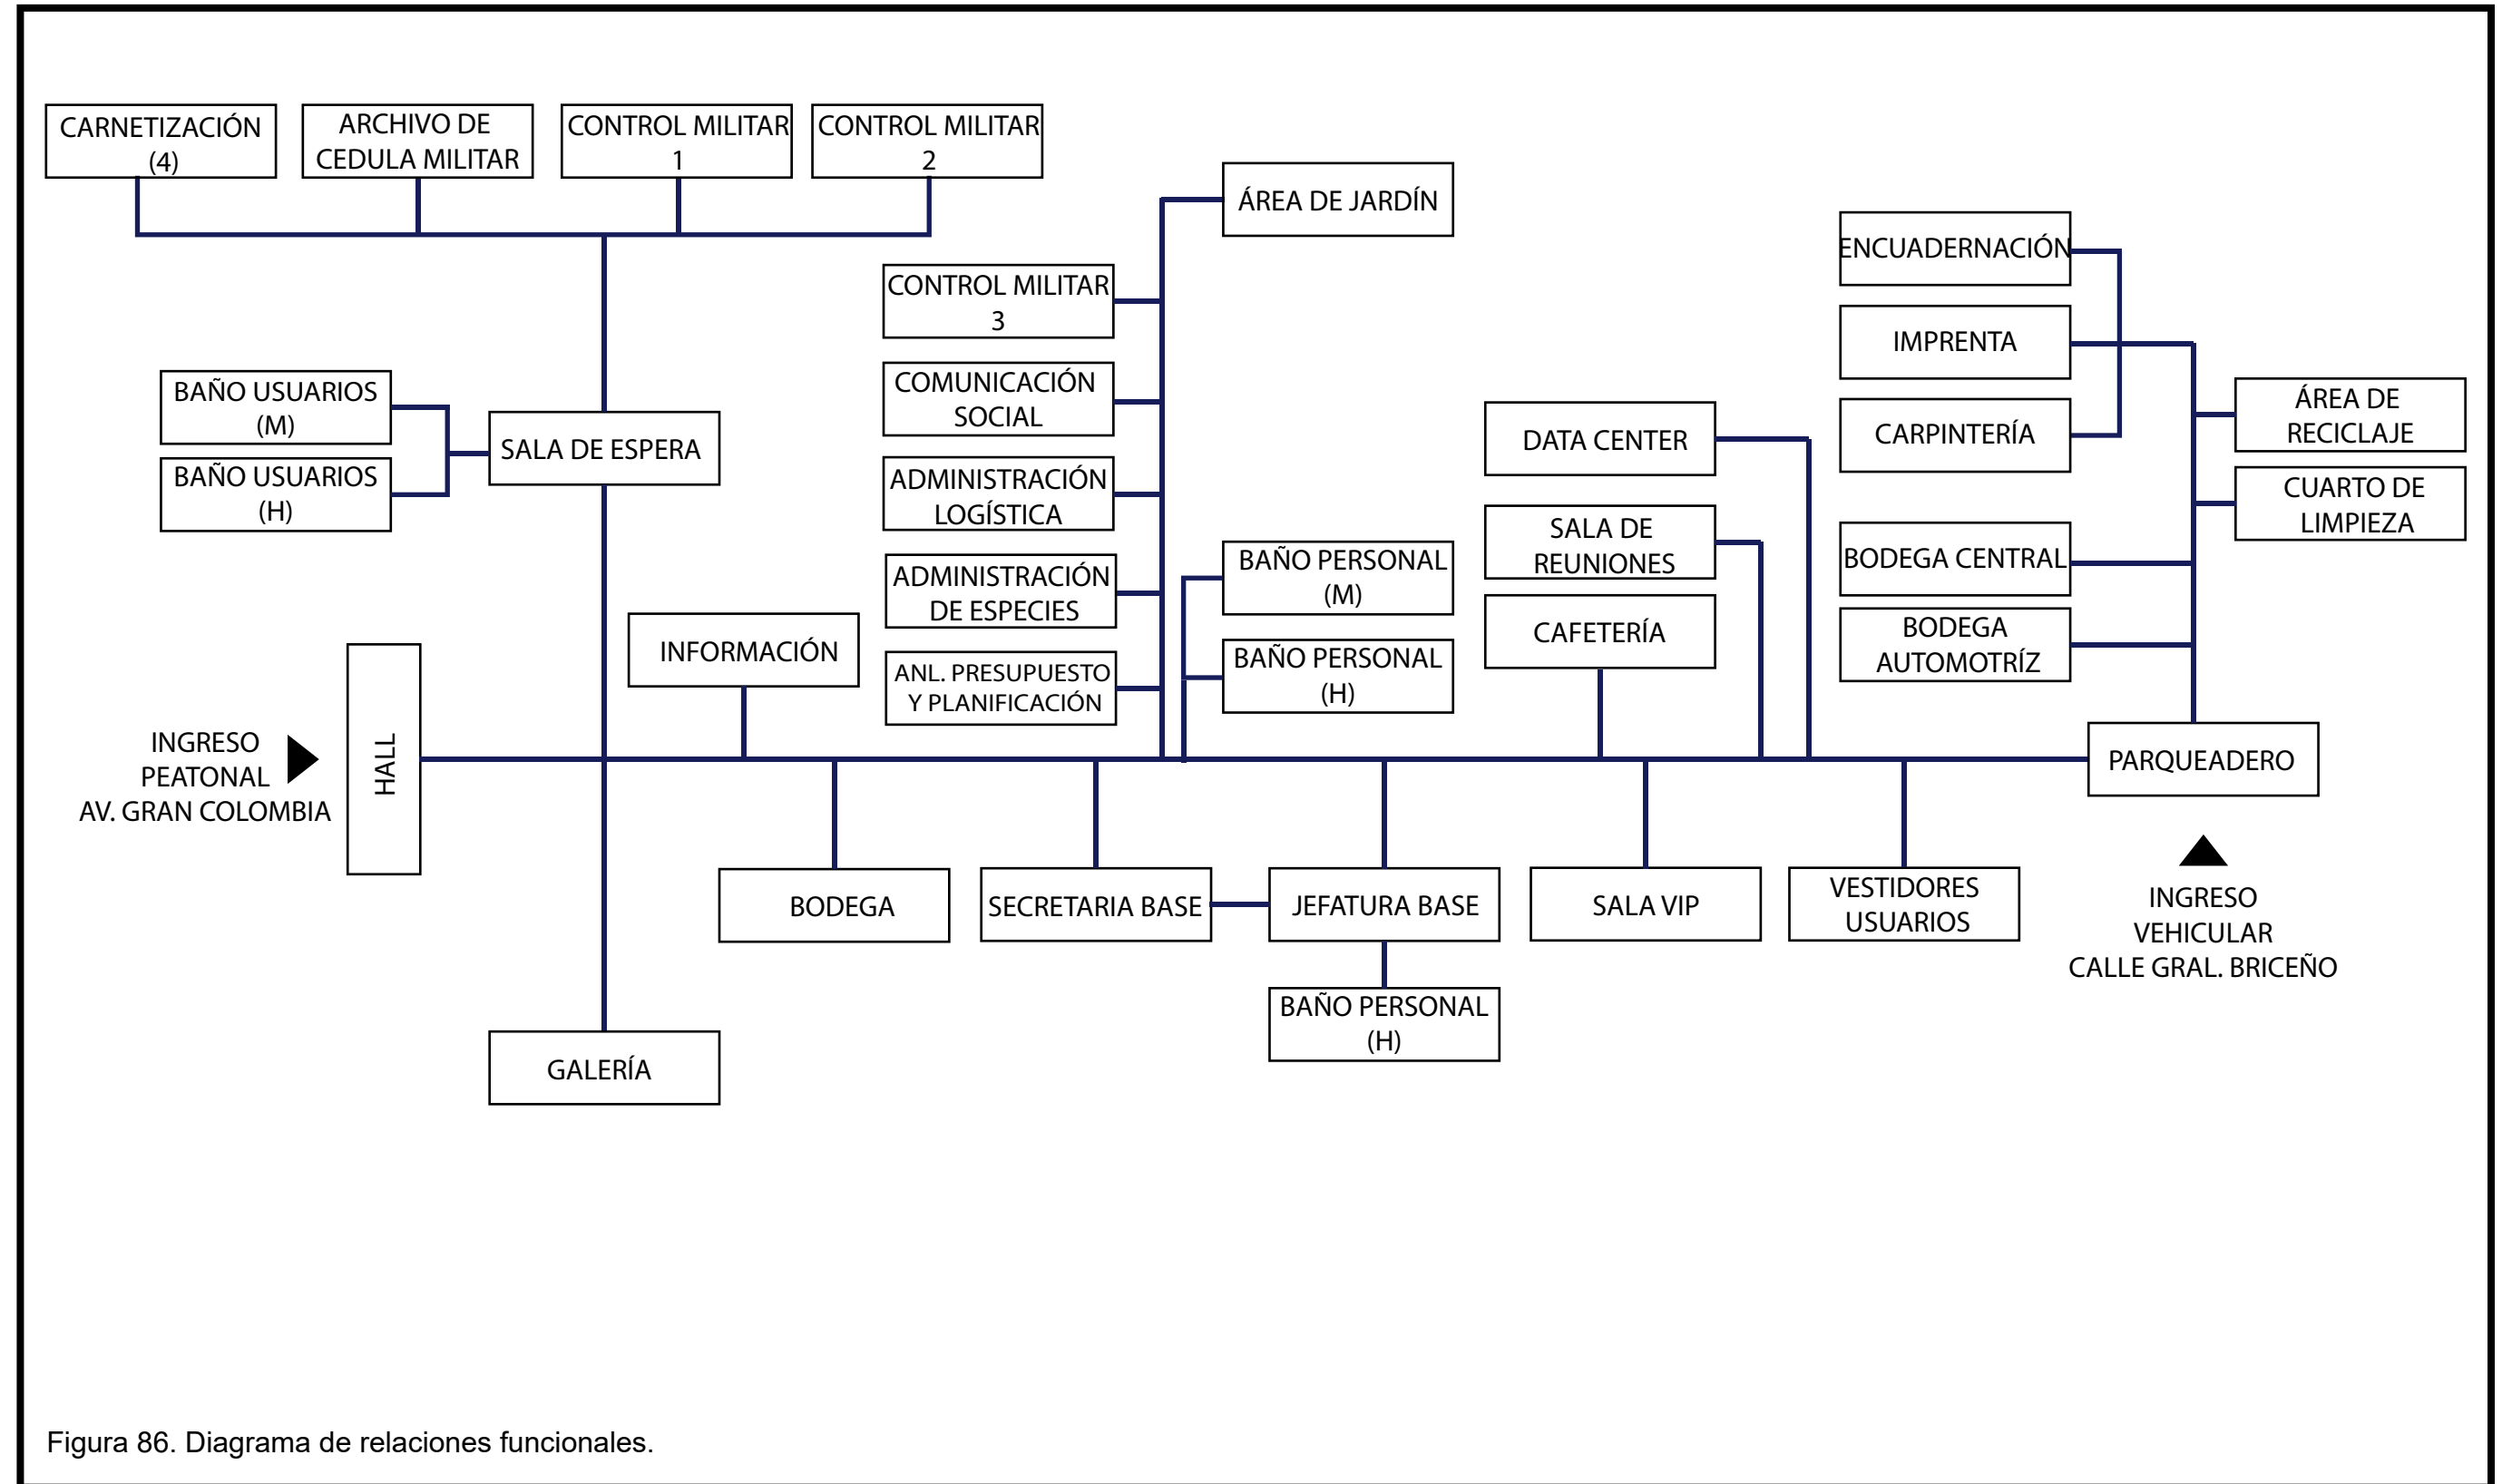 CARNETIZACIÓN
(4)
ARCHIVO DE
CEDULA MILITAR
CONTROL MILITAR
1
CONTROL MILITAR
2
ÁREA DE JARDÍN
ENCUADERNACIÓN
CONTROL MILITAR
3
IMPRENTA
COMUNICACIÓN
SOCIAL
BAÑO USUARIOS
(M)
SALA DE ESPERA
BAÑO USUARIOS
(H)
DATA CENTER
CARPINTERÍA
ÁREA DE
RECICLAJE
ADMINISTRACIÓN
LOGÍSTICA
CUARTO DE
LIMPIEZA
SALA DE
REUNIONES
BODEGA CENTRAL
ADMINISTRACIÓN
DE ESPECIES
BAÑO PERSONAL
(M)
CAFETERÍA
BODEGA
AUTOMOTRÍZ
INFORMACIÓN
ANL. PRESUPUESTO
Y PLANIFICACIÓN
BAÑO PERSONAL
(H)
INGRESO
PEATONAL
AV. GRAN COLOMBIA
HALL
PARQUEADERO
BODEGA
SECRETARIA BASE
JEFATURA BASE
SALA VIP
VESTIDORES
USUARIOS
INGRESO
VEHICULAR
CALLE GRAL. BRICEÑO
BAÑO PERSONAL
(H)
GALERÍA
Figura 86. Diagrama de relaciones funcionales.